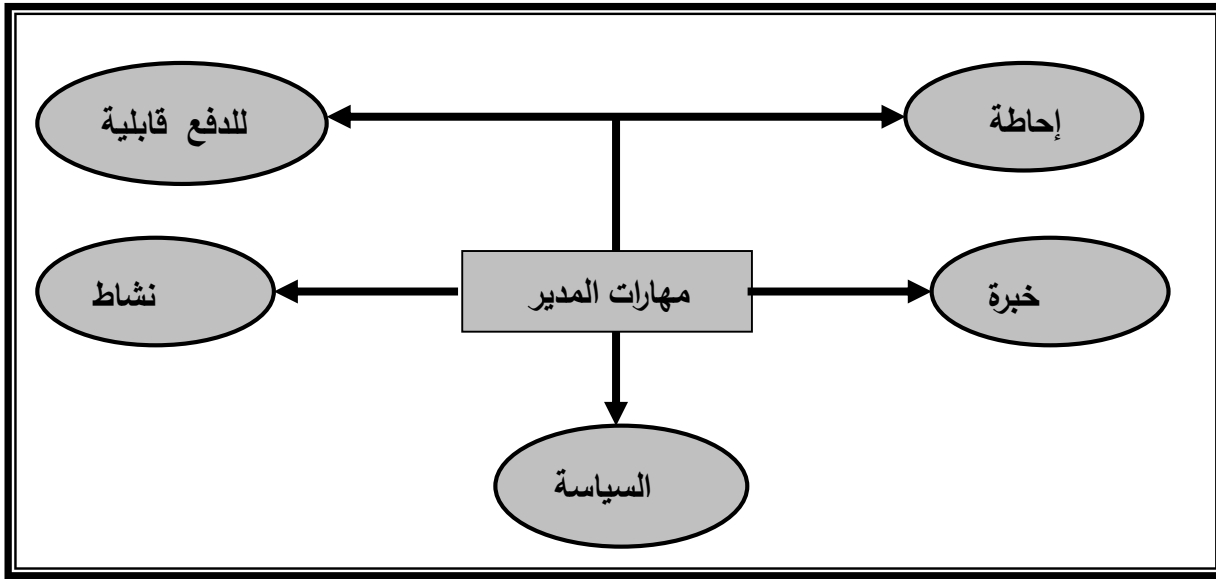 إحاطة
للدفع قابلية
خبرة
مهارات المدير
نشاط
السياسة